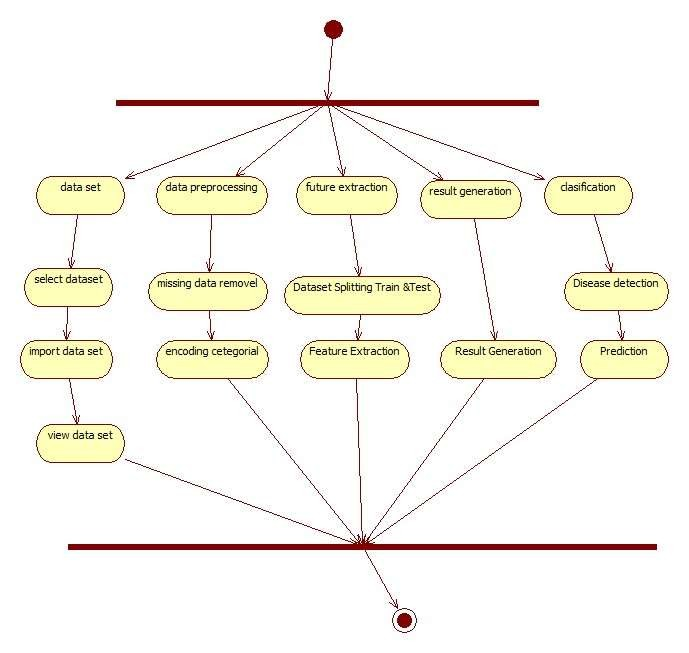 data set
data preprocessing
future extraction
result generation
clasification
select dataset
missing data removel
Dataset Splitting Train &Test
Disease detection
import data set
encoding cetegorial
Feature Extraction
Result Generation
Prediction
view data set